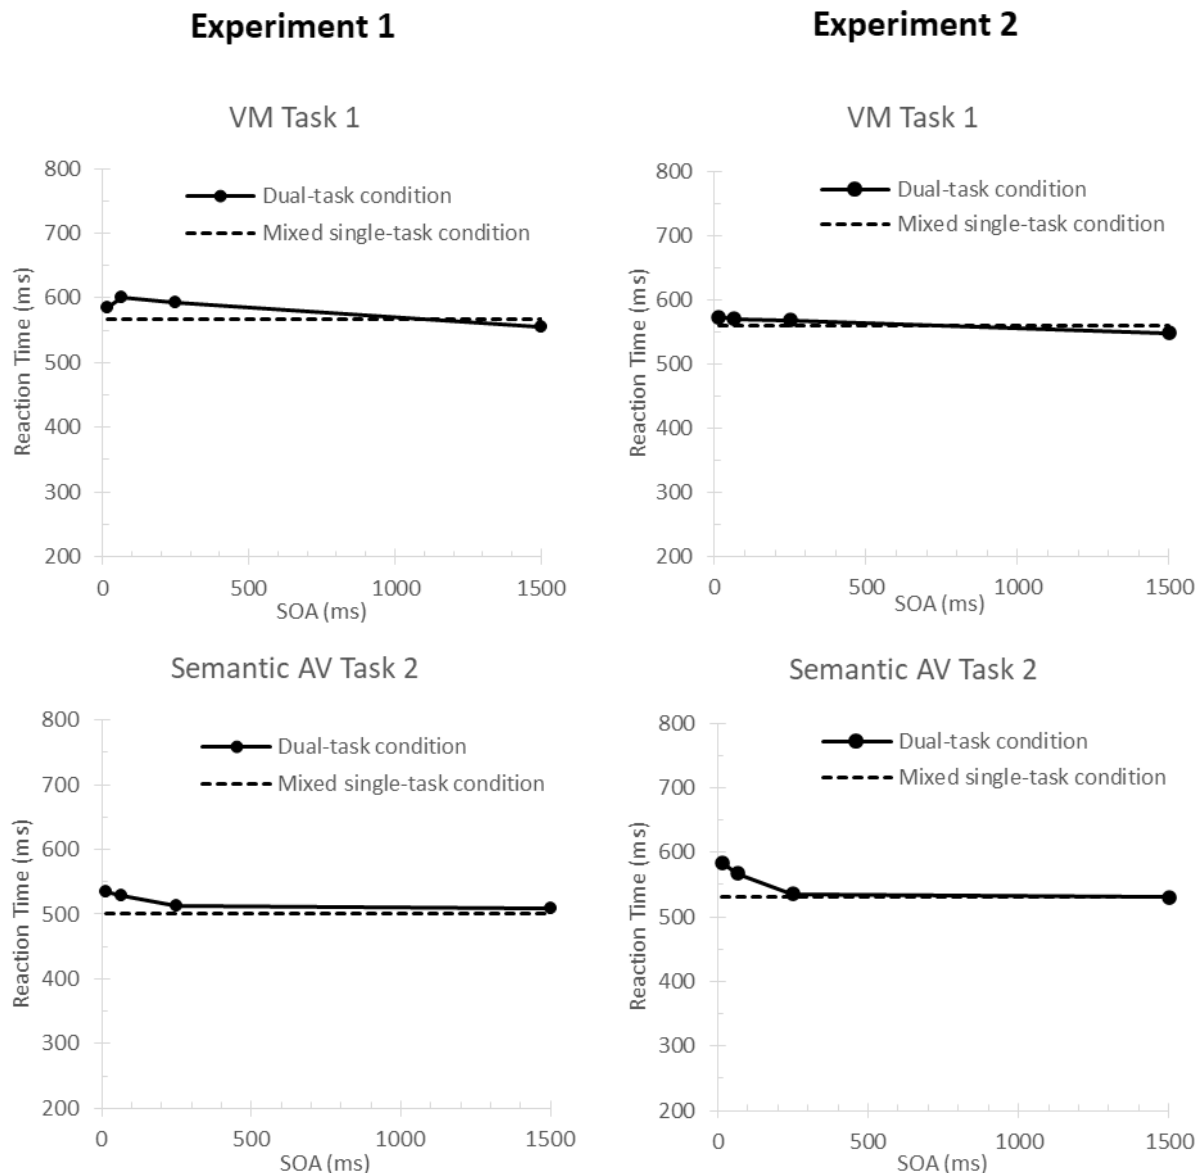 Experiment 1
Experiment 2
VM Task 1
800
700
600
500
400
300
200
Reaction Time (ms)
Dual-task condition
Mixed single-task condition
0
500
1000
1500
SOA (ms)
VM Task 1
800
700
600
500
400
300
200
Reaction Time (ms)
Dual-task condition
Mixed single-task condition
0
500
1000
1500
SOA (ms)
Semantic AV Task 2
800
700
600
500
400
300
200
Reaction Time (ms)
Dual-task condition
Mixed single-task condition
0
500
1000
1500
SOA (ms)
Semantic AV Task 2
800
700
600
500
400
300
200
Reaction Time (ms)
Dual-task condition
Mixed single-task condition
0
500
1000
1500
SOA (ms)